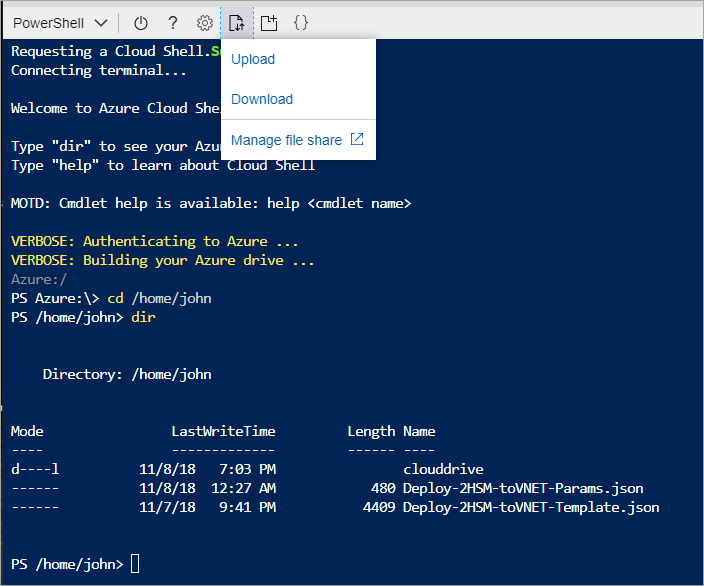 PowerShell
? {}
Upload
Download
Manage file share
Requesting a Cloud Shell.
Connecting terminal...
Welcome to Azure Cloud She
Type "dir" to see your Azu
Type "help" to learn about Cloud Shell
MOTD: Cmdlet help is available: help <cmdlet name>
VERBOSE: Authenticating to Azure ...
VERBOSE: Building your Azure drive ...
Azure:/
PS Azure:\> cd /home/john
PS /home/john> dir
Directory: /home/john
Mode LastWriteTime Length Name
---- ------------- ------ ----
d----l 11/8/18 7:03 PM clouddrive
------ 11/8/18 12:27 AM 480 Deploy-2HSM-toVNET-Params.json
------ 11/7/18 9:41 PM 4409 Deploy-2HSM-toVNET-Template.json
PS /home/john>